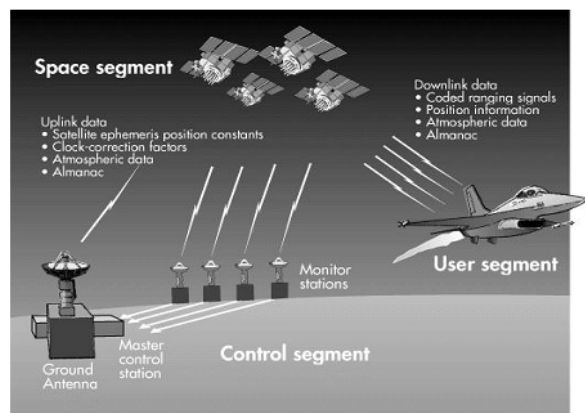 Space segment
Uplink data
• Satellite ephemeris position constants
• Clock-correction factors
• Atmospheric data
• Almanac
Downlink data
• Coded ranging signals
• Position information
• Atmospheric data
• Almanac
User segment
Monitor
stations
Master
control
station
Control segment
Ground
Antenna